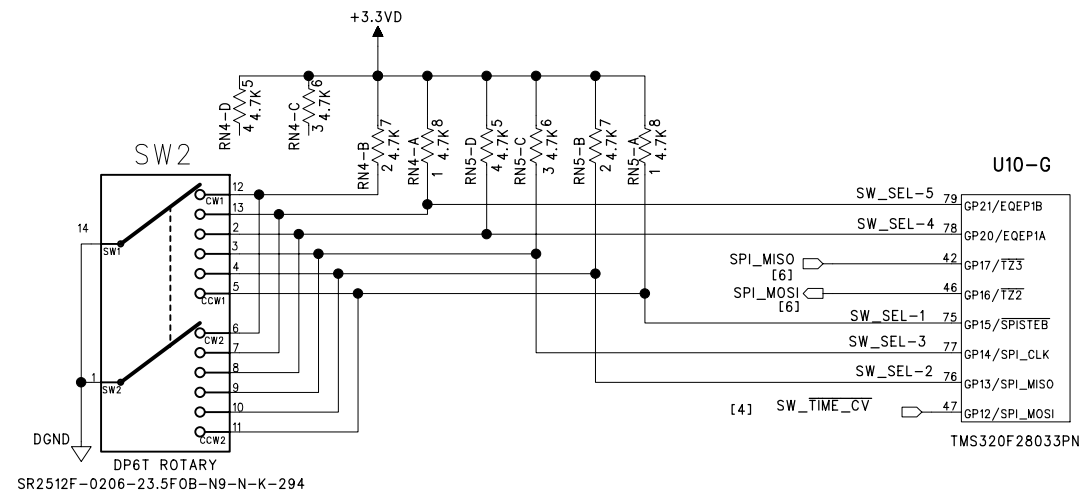 +3.3VD
RN4-D 4 4.7K 5
RN4-C 3 4.7K 6
RN4-B 2 4.7K 7
RN4-A 1 4.7K 8
RN5-D 4 4.7K 5
RN5-C 3 4.7K 6
RN5-B 2 4.7K 7
RN5-A 1 4.7K 8
SW2
U10-G
12
CW1
13
2
3
4
5
CCW1
14
SW1
6
CW2
7
8
9
10
11
CCW2
1
SW2
DGND
DP6T ROTARY
SR2512F-0206-23.5F0B-N9-N-K-294
SW_SEL-5 79 GP21/EQEP1B
SW_SEL-4 78 GP20/EQEP1A
SPI_MISO 42 GP17/TZ3
[6]
SPI_MOSI 46 GP16/TZ2
[6]
SW_SEL-1 75 GP15/SPISTEB
SW_SEL-3 77 GP14/SPI_CLK
SW_SEL-2 76 GP13/SPI_MISO
[4] SW_TIME_CV 47 GP12/SPI_MOSI
TMS320F28033PN